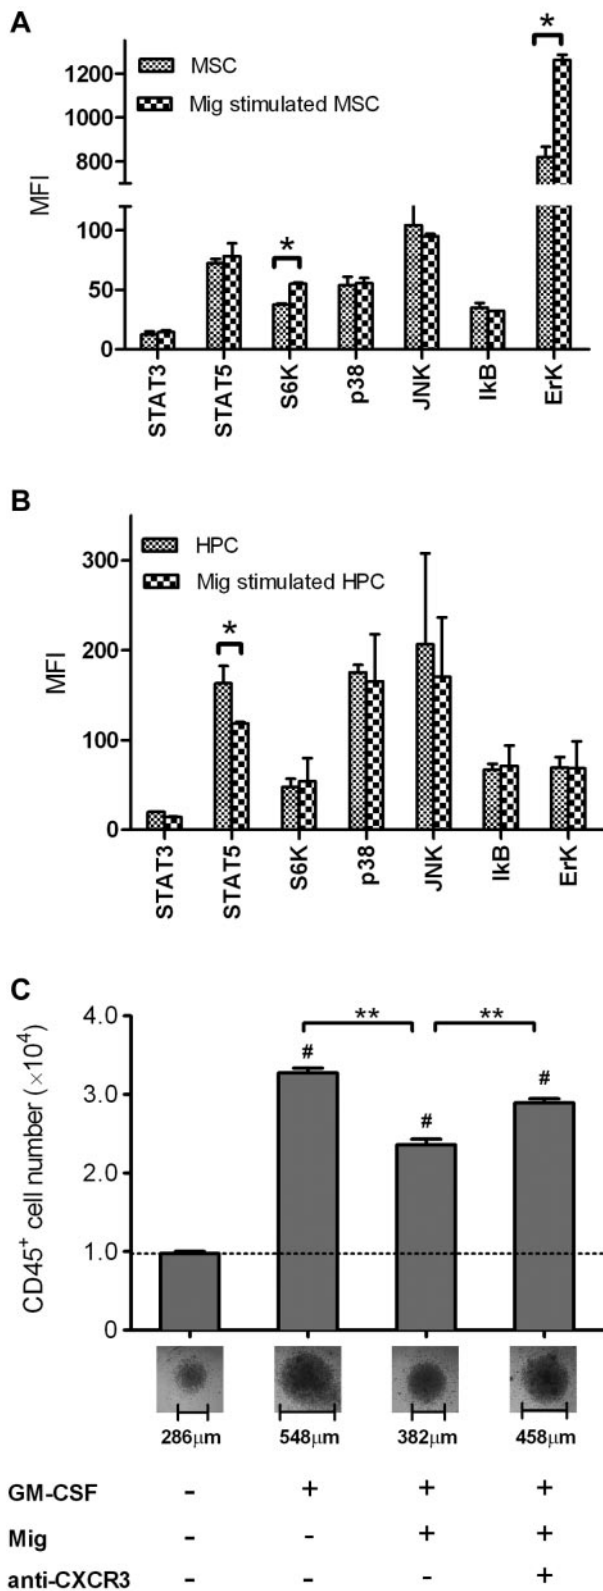 A
*
1200
MSC
Mig stimulated MSC
1000
800
MFI
100
*
50
0
STAT3 STAT5 S6K p38 JNK IkB ErK
B
300
HPC
Mig stimulated HPC
*
200
MFI
100
0
STAT3 STAT5 S6K p38 JNK IkB ErK
C
4.0
** **
# # #
3.0
2.0
1.0
0
CD45+ cell number (×10⁴)
286μm 548μm 382μm 458μm
GM-CSF - + + +
Mig - - + +
anti-CXCR3 - - - +